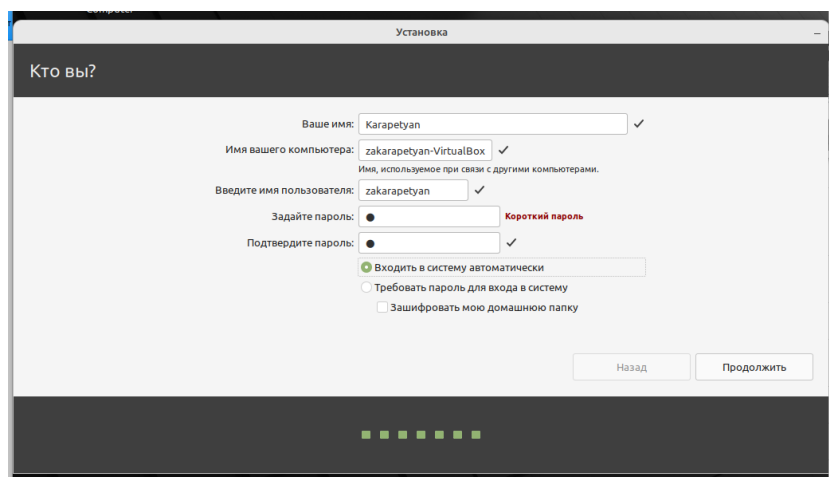 Computer
Установка
Кто вы?
Ваше имя: Karapetyan
Имя вашего компьютера: zakarapetyan-VirtualBox
Имя, используемое при связи с другими компьютерами.
Введите имя пользователя: zakarapetyan
Задайте пароль: ● Короткий пароль
Подтвердите пароль: ●
Входить в систему автоматически
Требовать пароль для входа в систему
Зашифровать мою домашнюю папку
Назад Продолжить